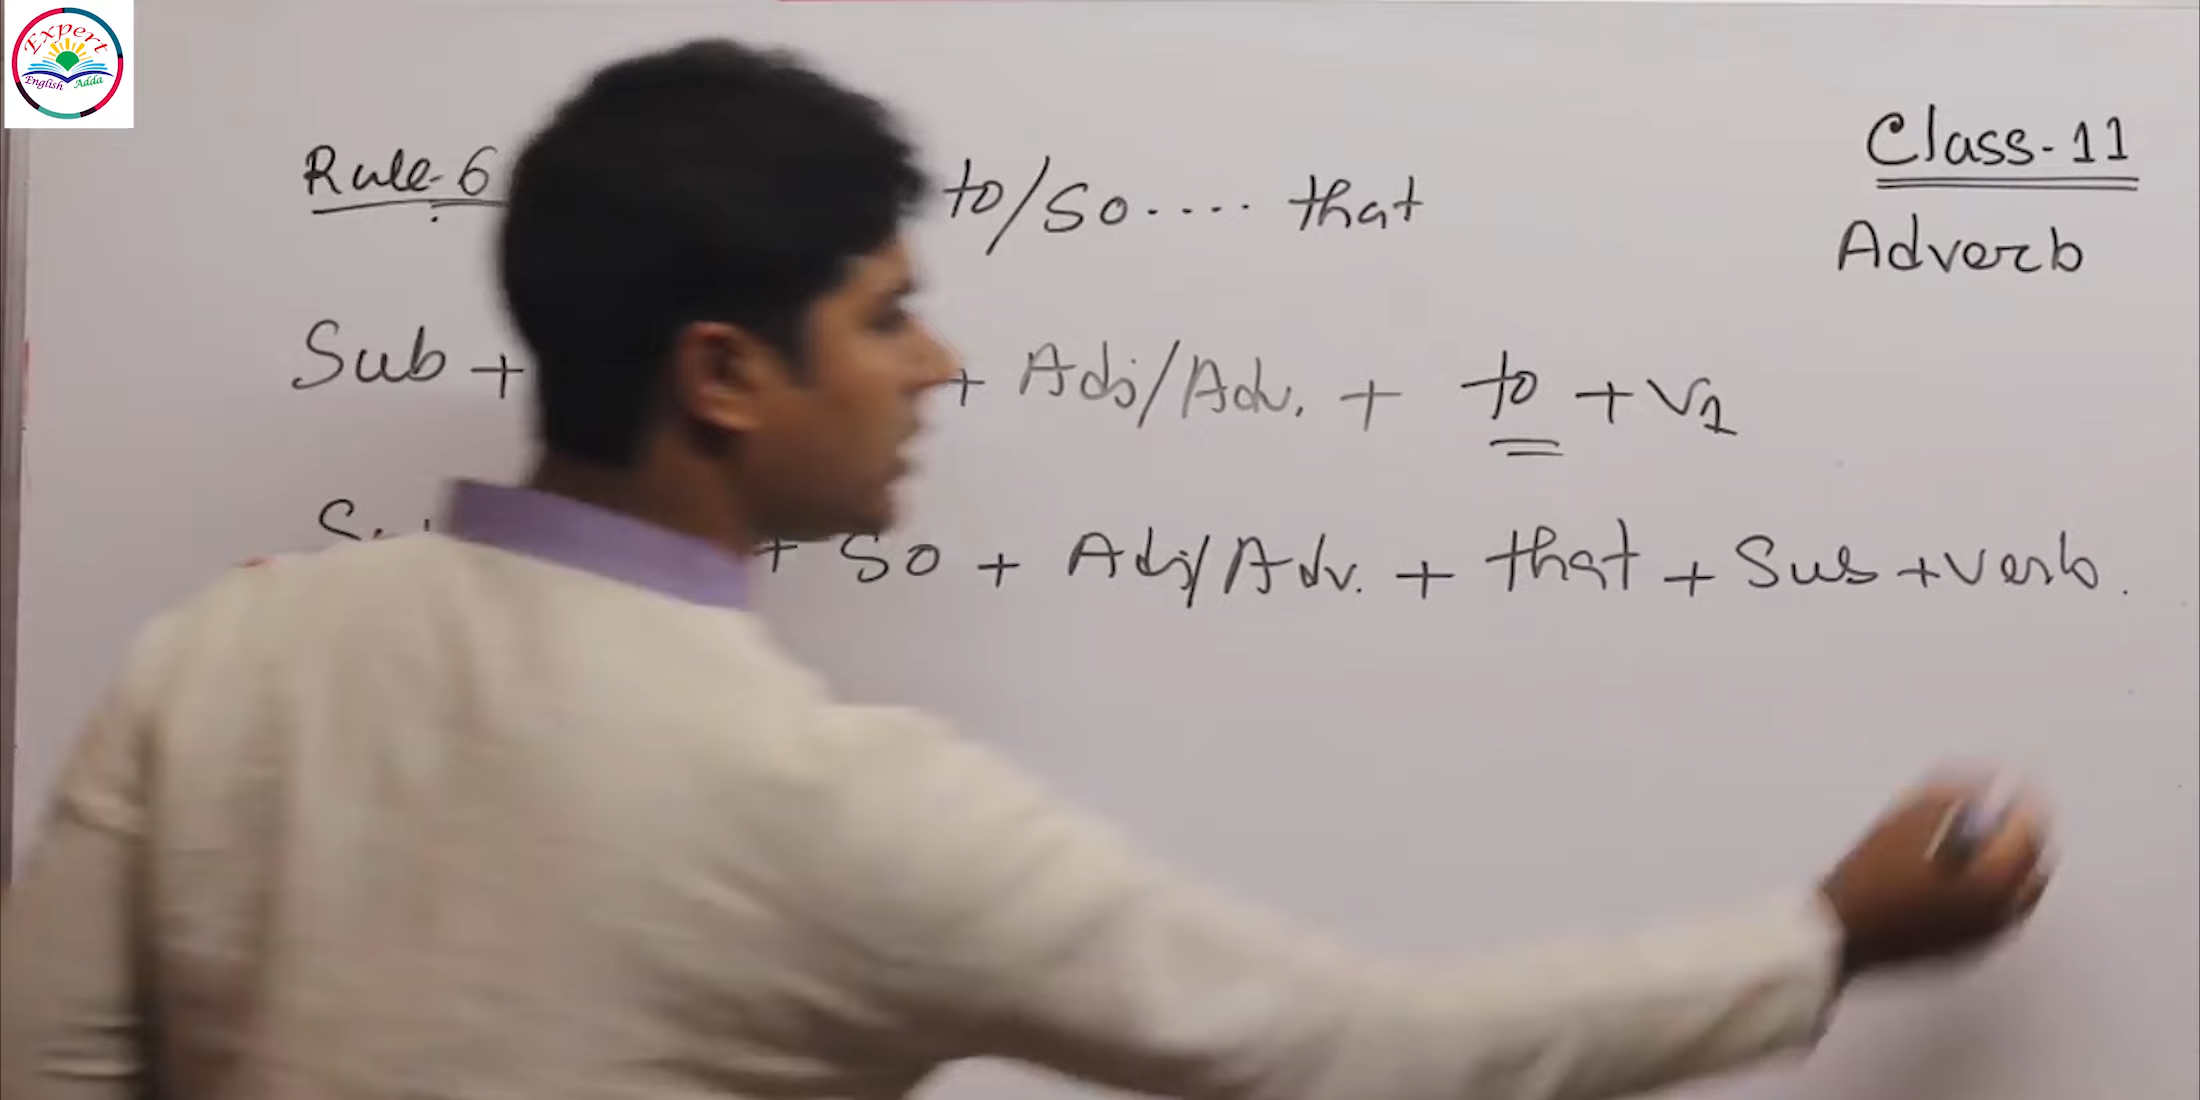 Expert
English Adda
Class-11
Adverb
Rule-6 to/So.... that
Sub + + Adj/Adv. + to + V1
+ So + Adj/Adv. + that + Sub + Verb.